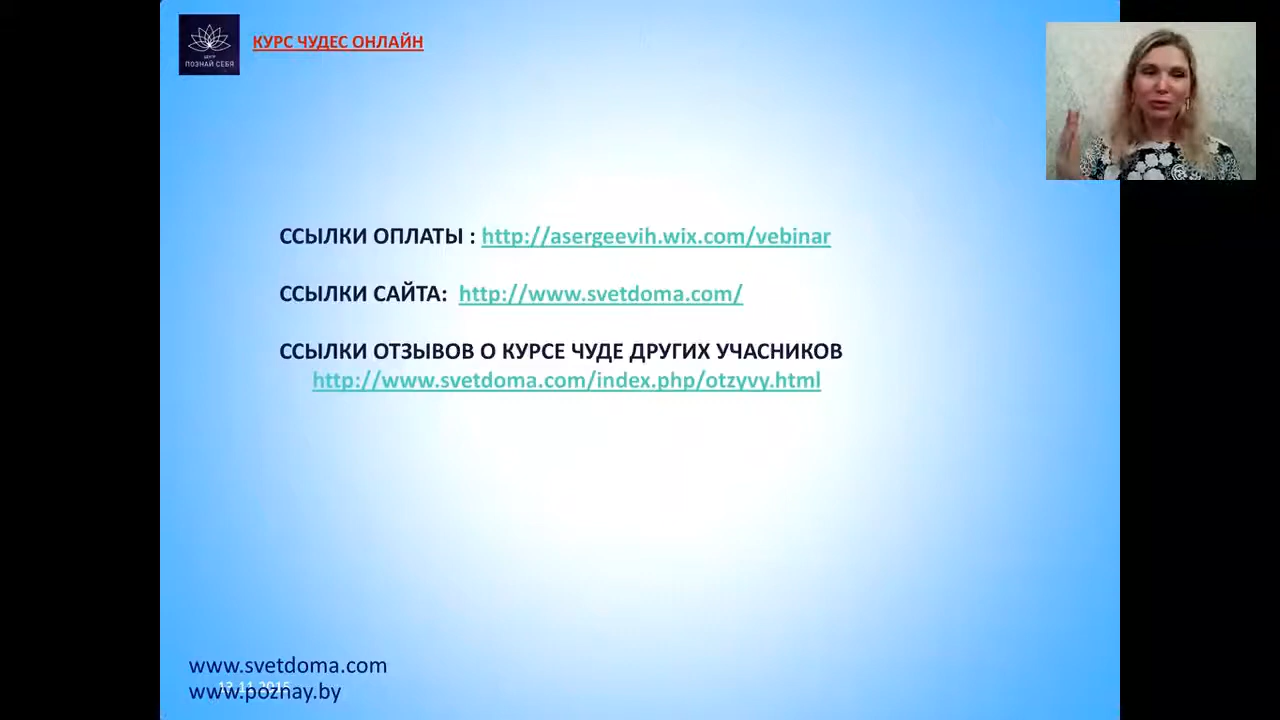 ЦЕНТР
ПОЗНАЙ СЕБЯ
КУРС ЧУДЕС ОНЛАЙН
ССЫЛКИ ОПЛАТЫ : http://asergeevih.wix.com/vebinar
ССЫЛКИ САЙТА: http://www.svetdoma.com/
ССЫЛКИ ОТЗЫВОВ О КУРСЕ ЧУДЕ ДРУГИХ УЧАСНИКОВ
http://www.svetdoma.com/index.php/otzyvy.html
www.svetdoma.com
www.poznay.by